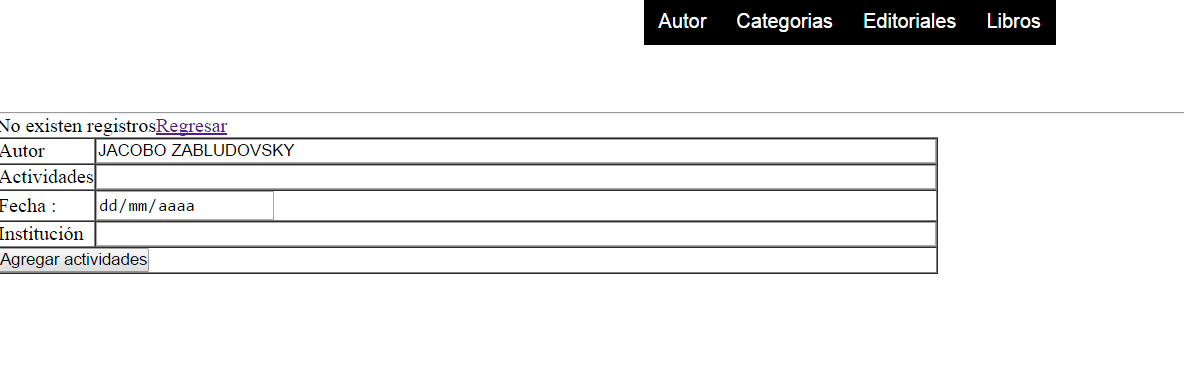 Autor Categorias Editoriales Libros
No existen registrosRegresar
Autor JACOBO ZABLUDOVSKY
Actividades
Fecha : dd/mm/aaaa
Institución
Agregar actividades